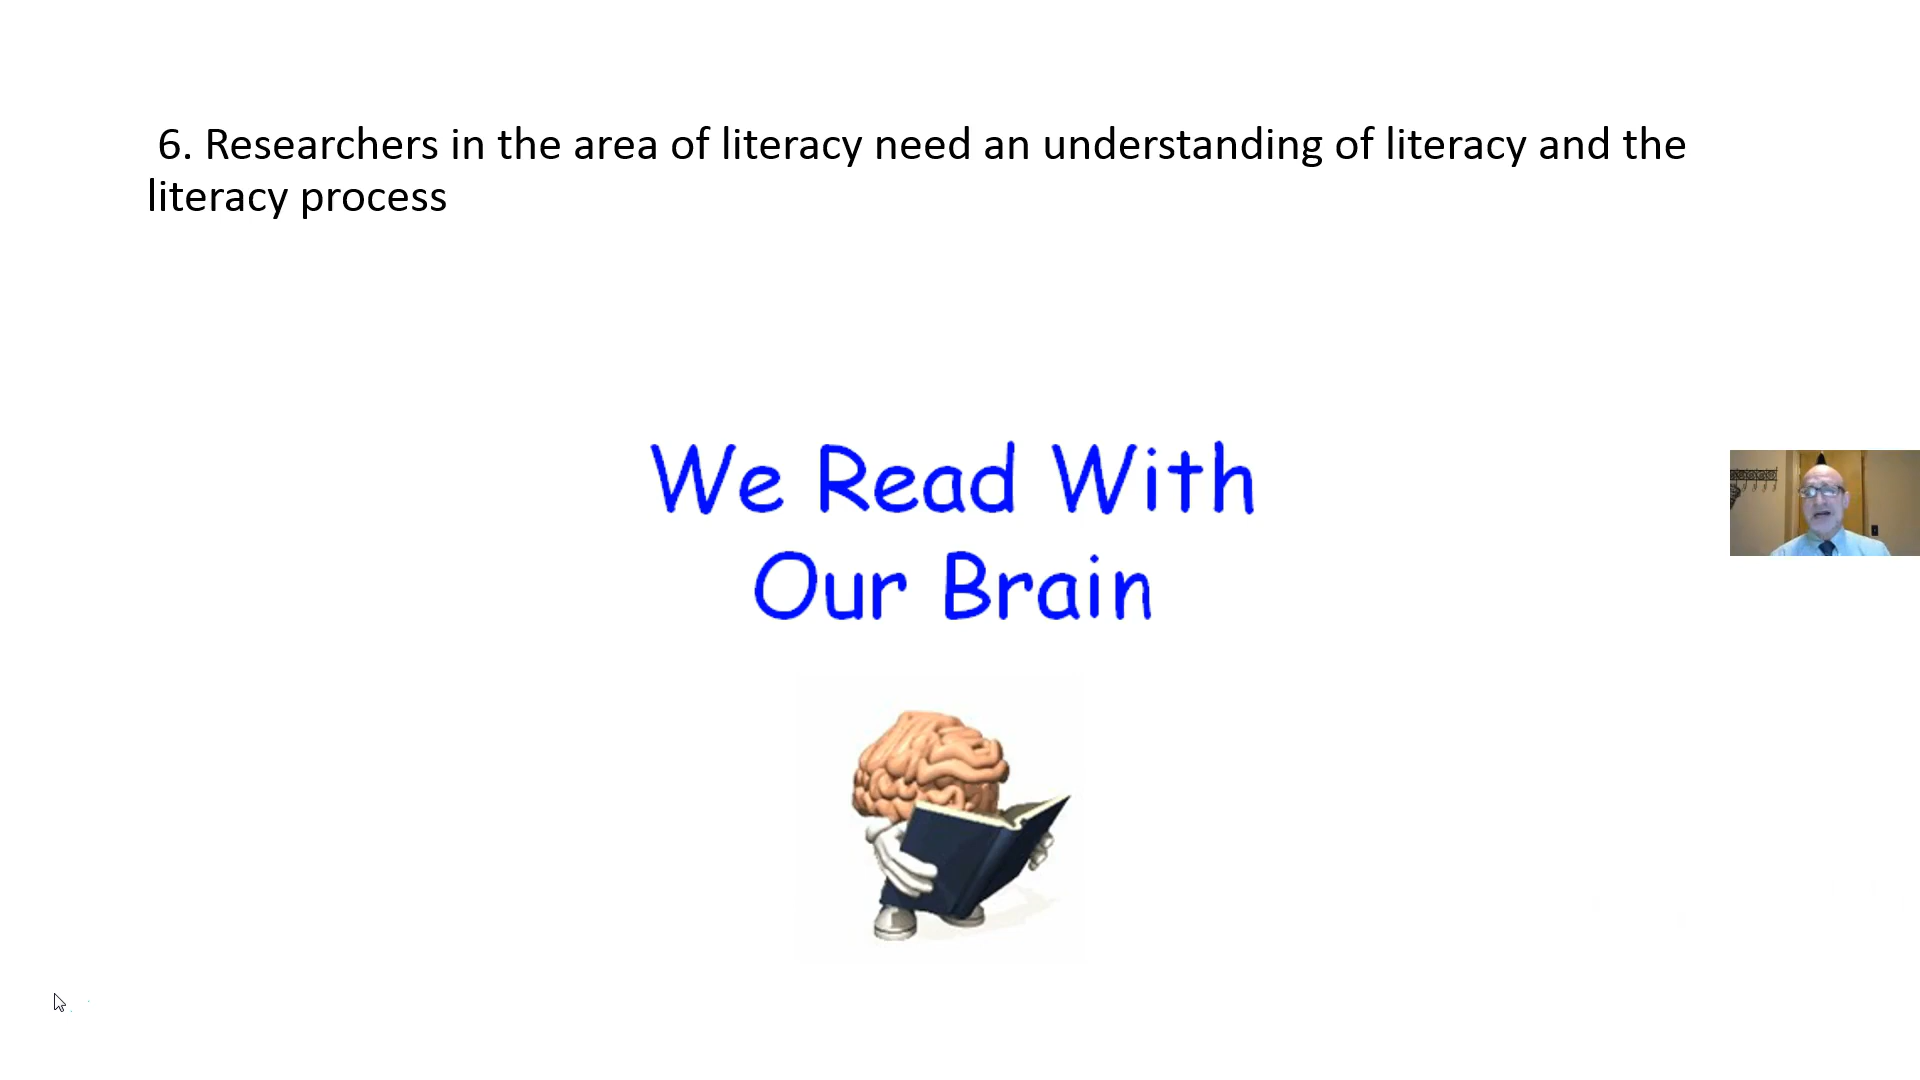 6. Researchers in the area of literacy need an understanding of literacy and the
literacy process
We Read With
Our Brain